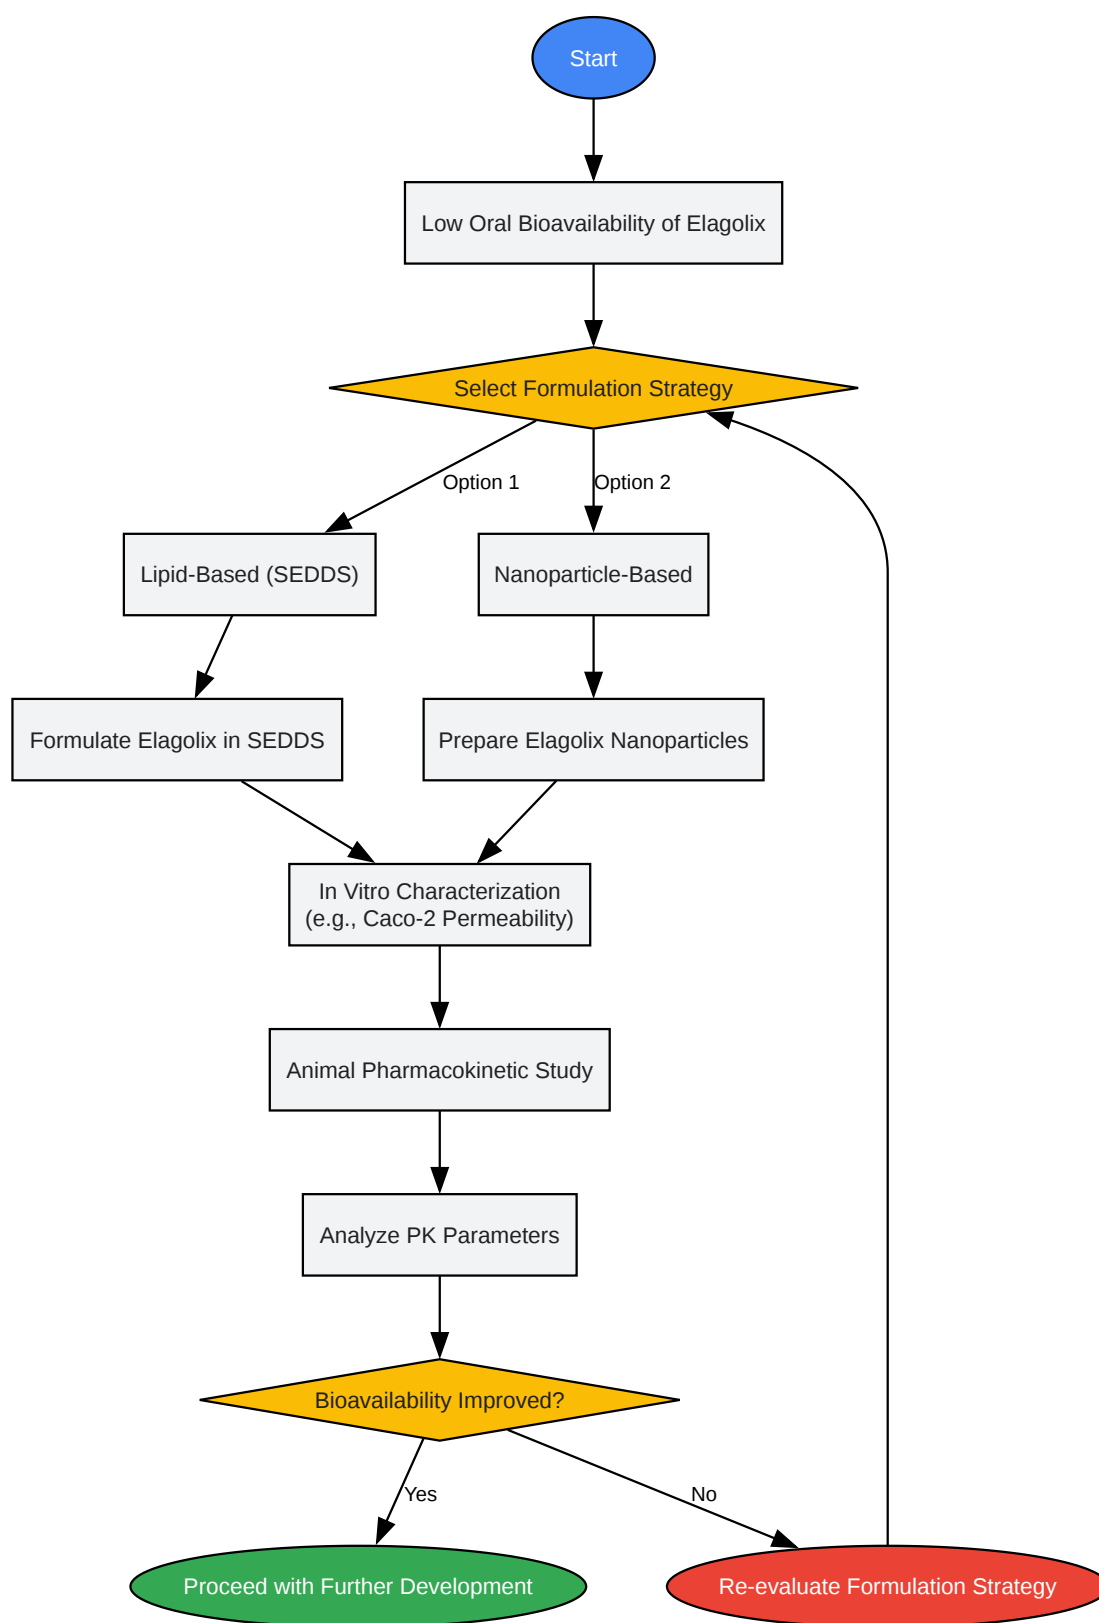 Start
Low Oral Bioavailability of Elagolix
Select Formulation Strategy
Option 1
Option 2
Lipid-Based (SEDDS)
Nanoparticle-Based
Formulate Elagolix in SEDDS
Prepare Elagolix Nanoparticles
In Vitro Characterization
(e.g., Caco-2 Permeability)
Animal Pharmacokinetic Study
Analyze PK Parameters
Bioavailability Improved?
Yes
No
Proceed with Further Development
Re-evaluate Formulation Strategy